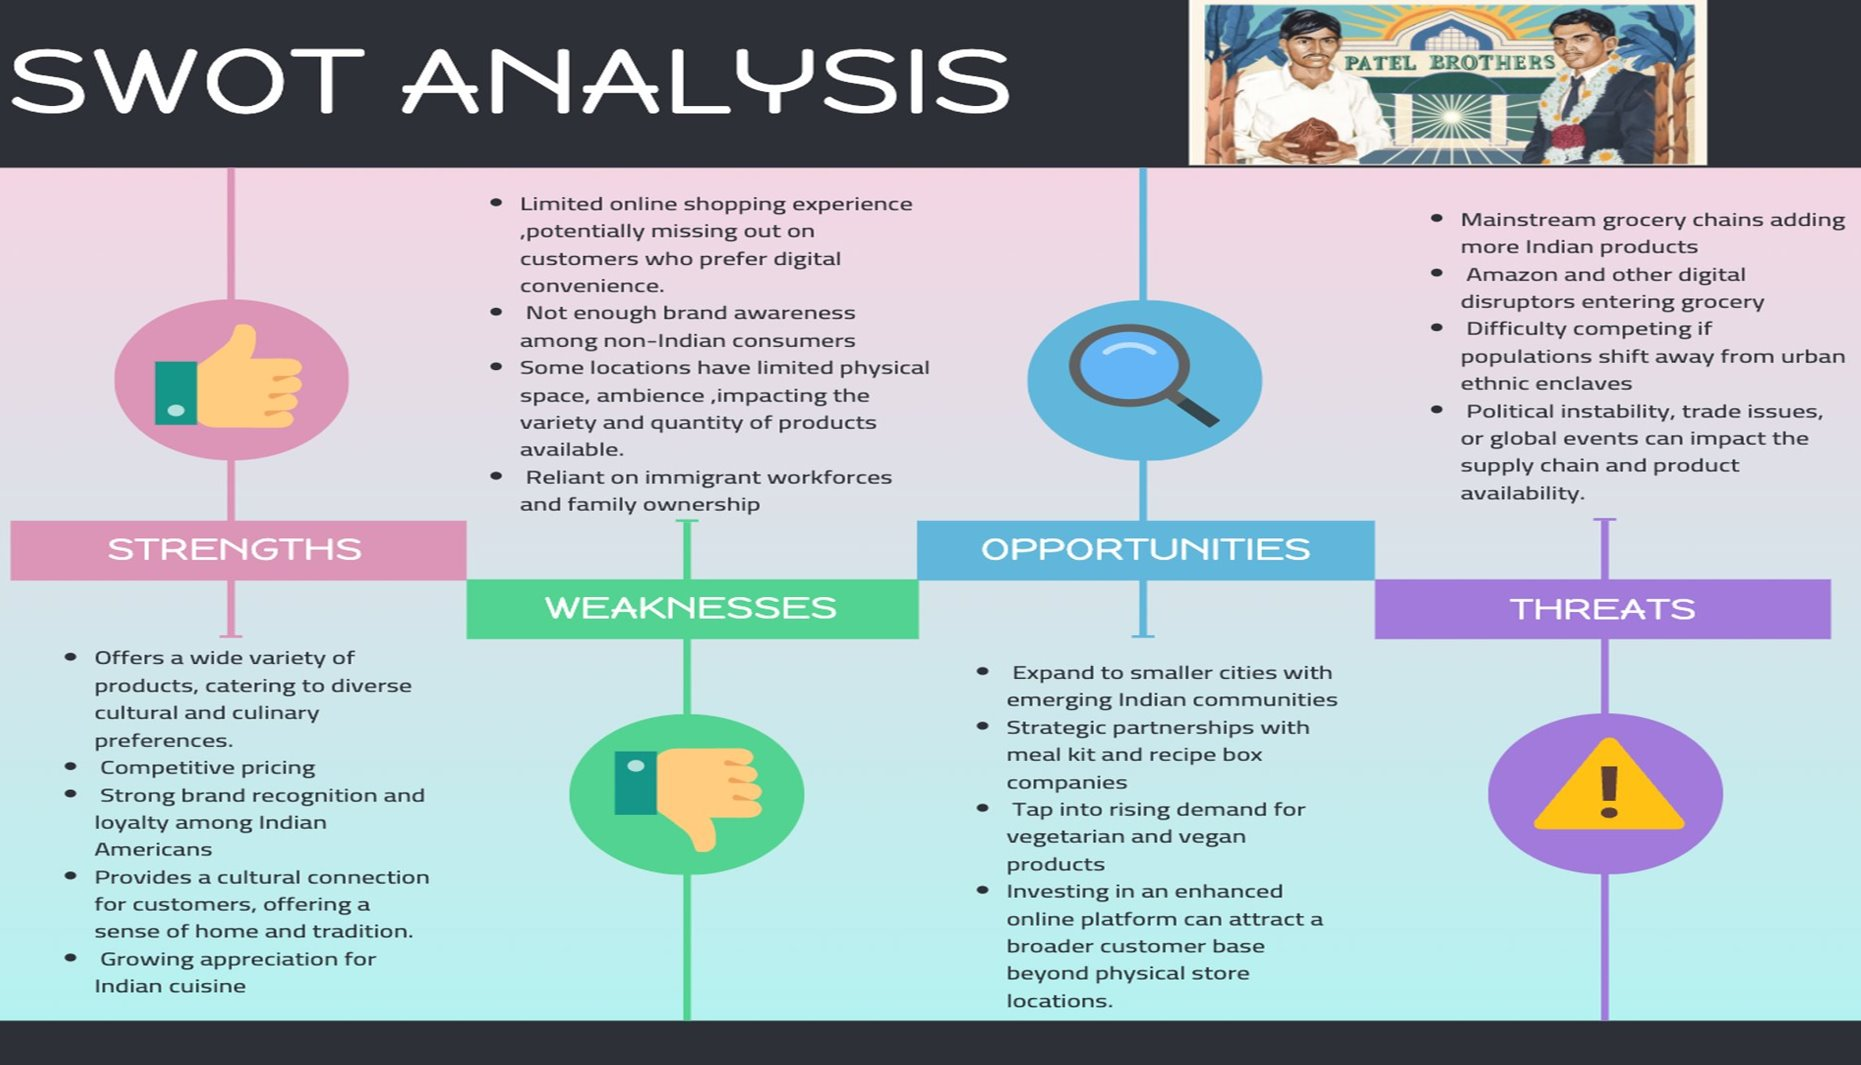 SWOT ANALYSIS
PATEL BROTHERS
STRENGTHS
• Offers a wide variety of
products, catering to diverse
cultural and culinary
preferences.
• Competitive pricing
• Strong brand recognition and
loyalty among Indian
Americans
• Provides a cultural connection
for customers, offering a
sense of home and tradition.
• Growing appreciation for
Indian cuisine
• Limited online shopping experience
,potentially missing out on
customers who prefer digital
convenience.
• Not enough brand awareness
among non-Indian consumers
• Some locations have limited physical
space, ambience ,impacting the
variety and quantity of products
available.
• Reliant on immigrant workforces
and family ownership
WEAKNESSES
OPPORTUNITIES
• Expand to smaller cities with
emerging Indian communities
• Strategic partnerships with
meal kit and recipe box
companies
• Tap into rising demand for
vegetarian and vegan
products
• Investing in an enhanced
online platform can attract a
broader customer base
beyond physical store
locations.
• Mainstream grocery chains adding
more Indian products
• Amazon and other digital
disruptors entering grocery
• Difficulty competing if
populations shift away from urban
ethnic enclaves
• Political instability, trade issues,
or global events can impact the
supply chain and product
availability.
THREATS